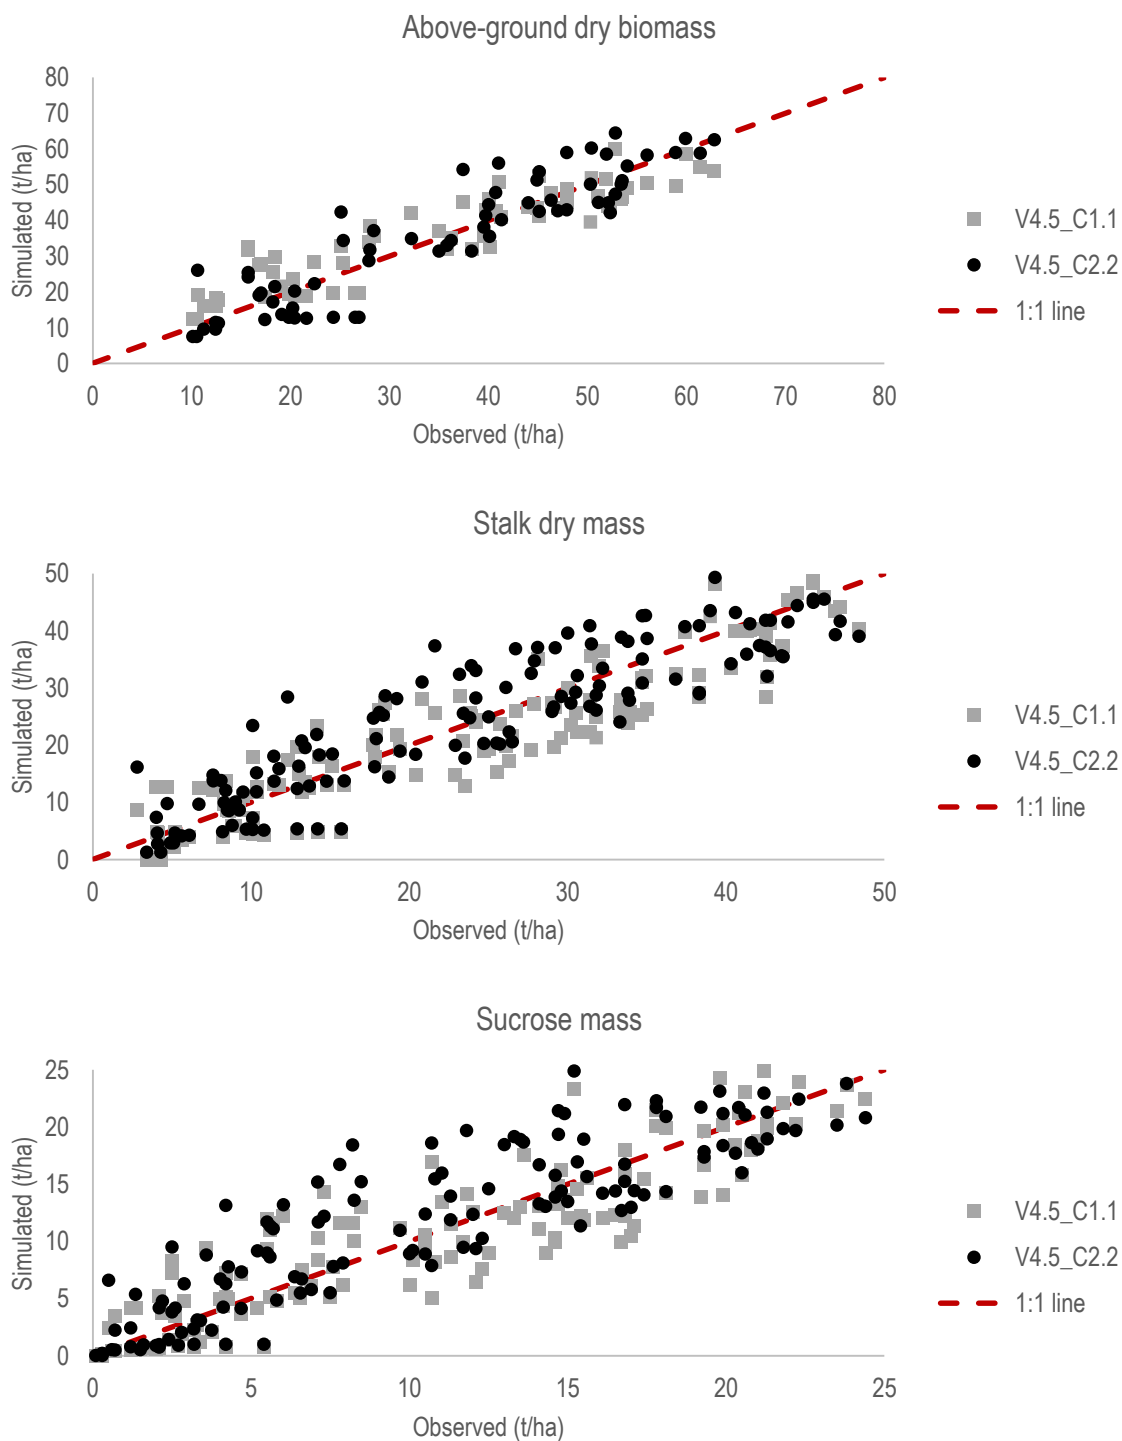 Above-ground dry biomass
80
70
60
50
40
30
20
10
0
Simulated (t/ha)
0 10 20 30 40 50 60 70 80
Observed (t/ha)
V4.5_C1.1
V4.5_C2.2
1:1 line
Stalk dry mass
50
40
30
20
10
0
Simulated (t/ha)
0 10 20 30 40 50
Observed (t/ha)
V4.5_C1.1
V4.5_C2.2
1:1 line
Sucrose mass
25
20
15
10
5
0
Simulated (t/ha)
0 5 10 15 20 25
Observed (t/ha)
V4.5_C1.1
V4.5_C2.2
1:1 line